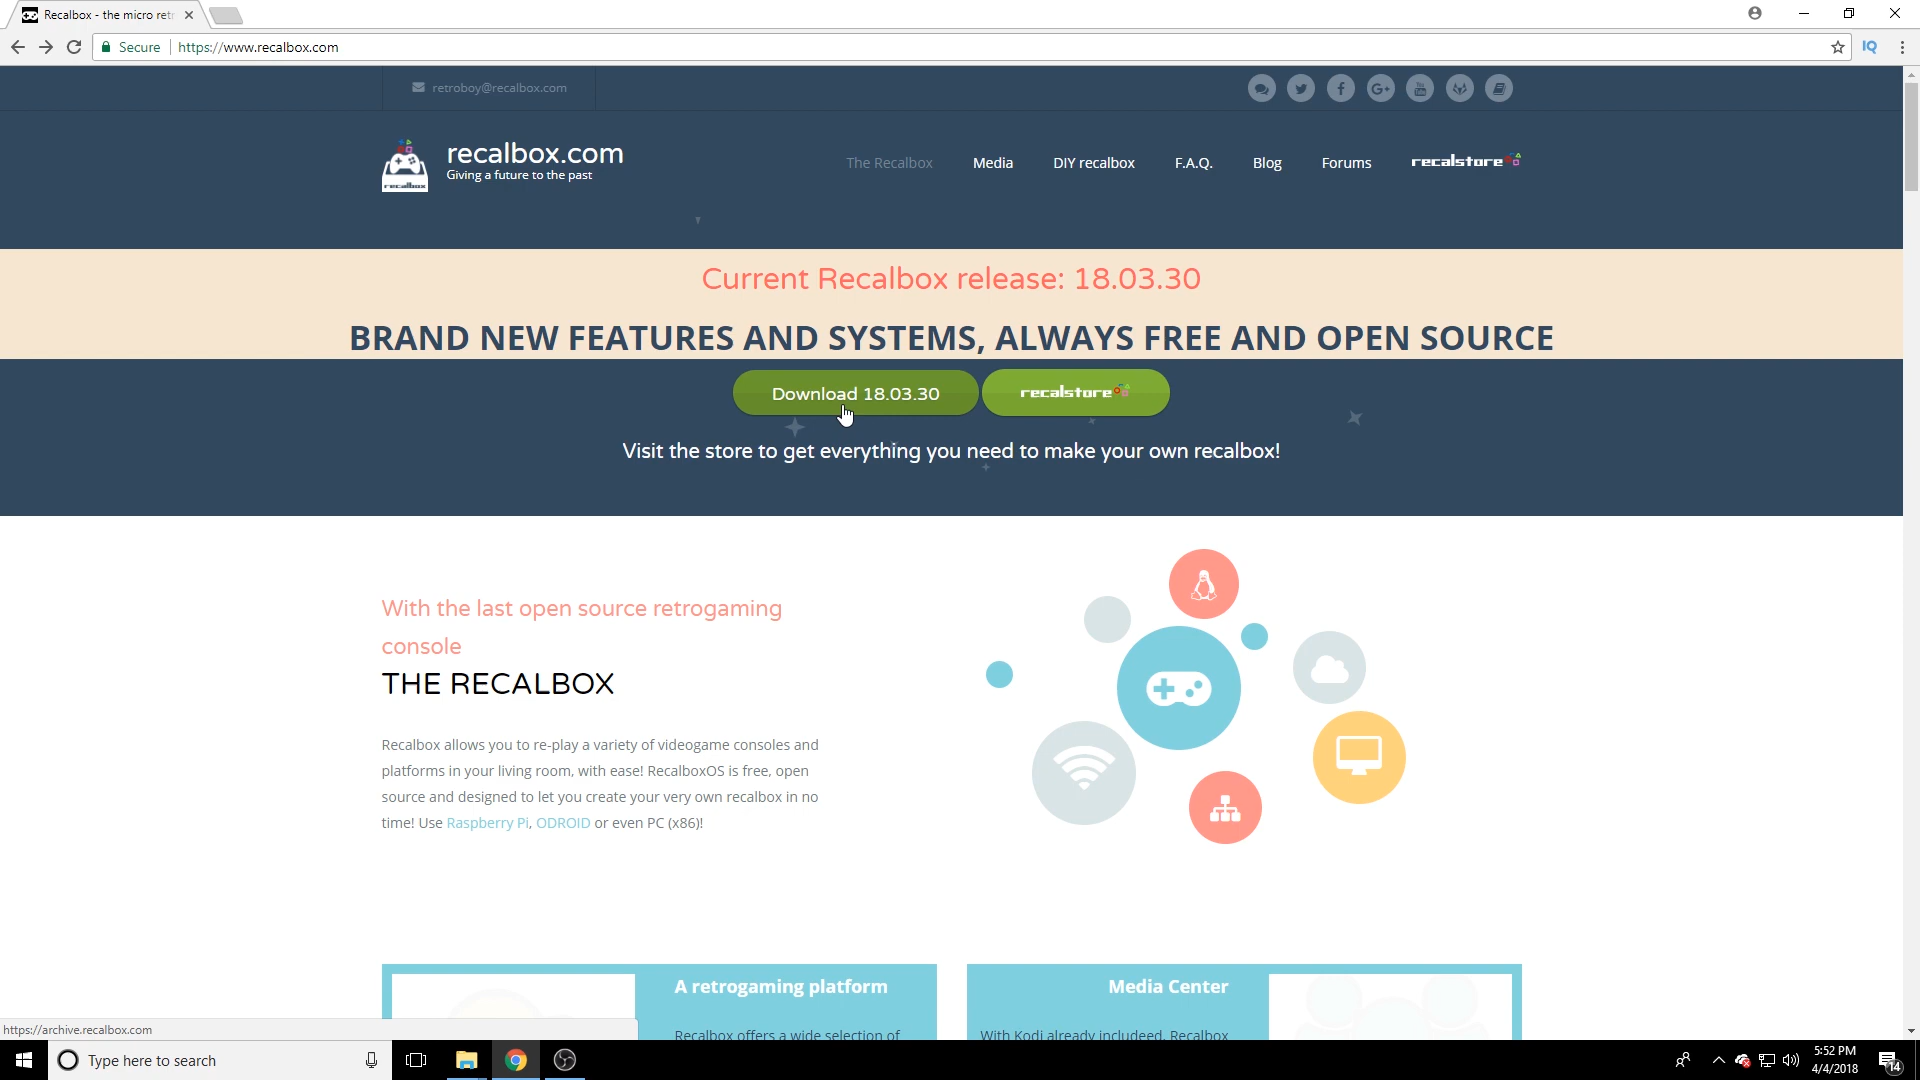 Recalbox - the micro retr
Secure
https://www.recalbox.com
IQ
retroboy@recalbox.com
G+
You
Tube
recalbox
recalbox.com
Giving a future to the past
The Recalbox
Media
DIY recalbox
F.A.Q.
Blog
Forums
recalstore
Current Recalbox release: 18.03.30
BRAND NEW FEATURES AND SYSTEMS, ALWAYS FREE AND OPEN SOURCE
Download 18.03.30
recalstore
Visit the store to get everything you need to make your own recalbox!
With the last open source retrogaming
console
THE RECALBOX
Recalbox allows you to re-play a variety of videogame consoles and
platforms in your living room, with ease! RecalboxOS is free, open
source and designed to let you create your very own recalbox in no
time! Use Raspberry Pi, ODROID or even PC (x86)!
A retrogaming platform
Recalbox offers a wide selection of
Media Center
With Kodi already includeed, Recalbox
https://archive.recalbox.com
Type here to search
5:52 PM
4/4/2018
14